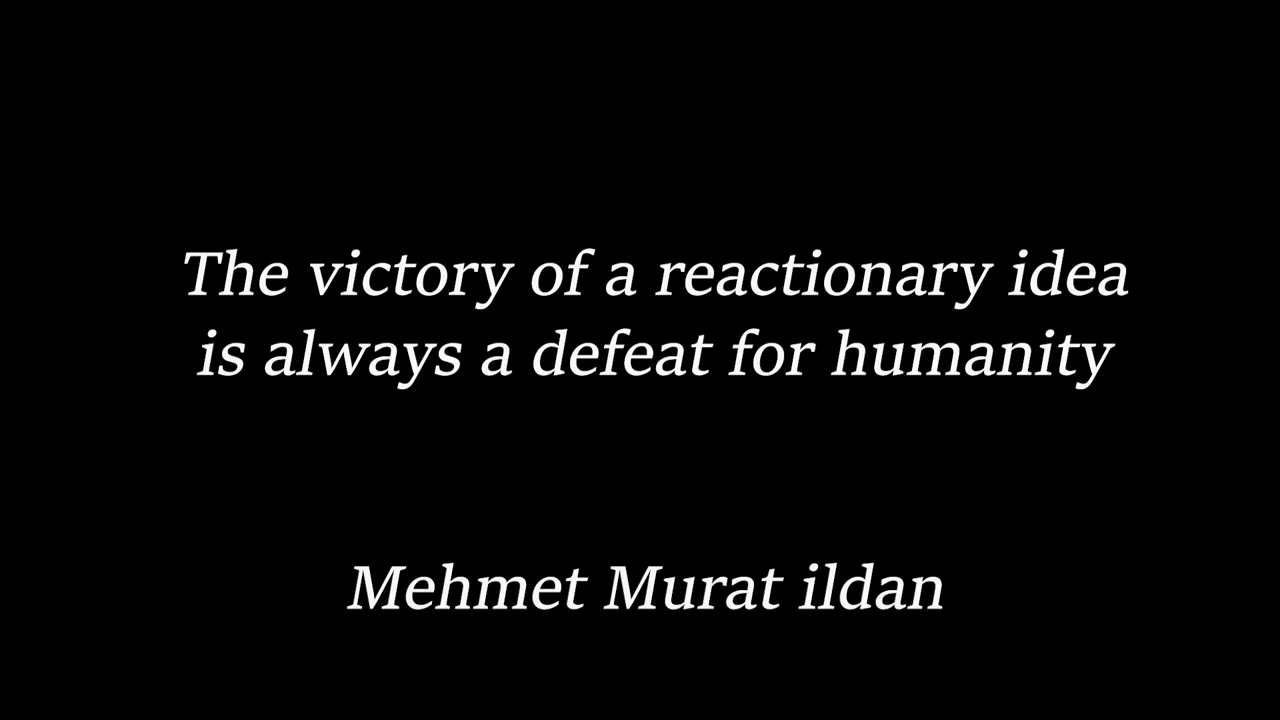 The victory of a reactionary idea
is always a defeat for humanity
Mehmet Murat ildan